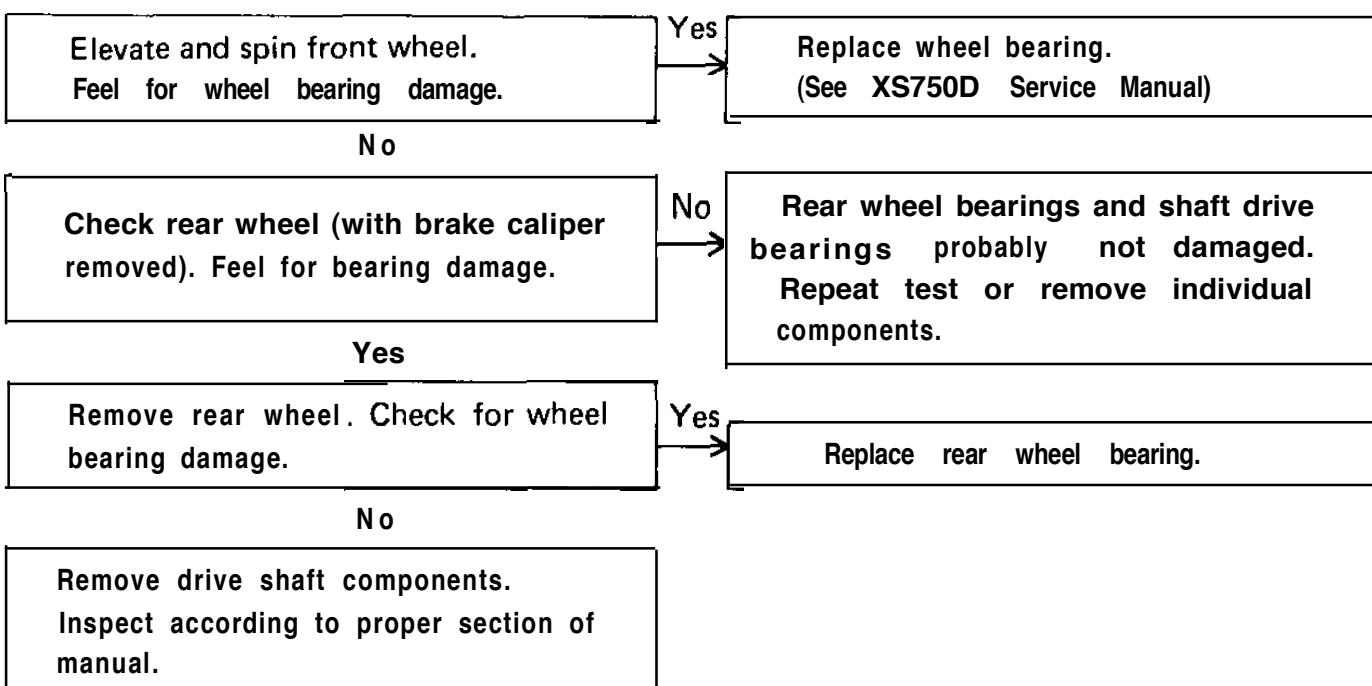 Elevate and spin front wheel.
Feel for wheel bearing damage.
Yes
Replace wheel bearing.
(See XS750D Service Manual)
No
Check rear wheel (with brake caliper
removed). Feel for bearing damage.
No
Rear wheel bearings and shaft drive
bearings probably not damaged.
Repeat test or remove individual
components.
Yes
Remove rear wheel. Check for wheel
bearing damage.
Yes
Replace rear wheel bearing.
No
Remove drive shaft components.
Inspect according to proper section of
manual.